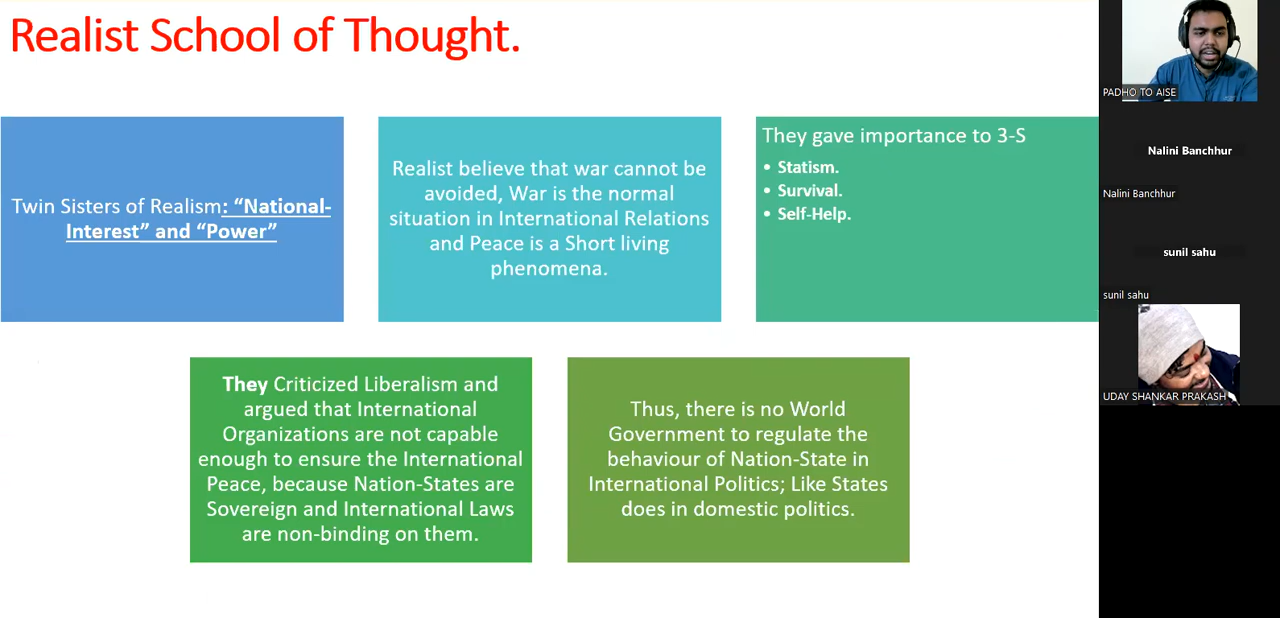 Realist School of Thought.
Twin Sisters of Realism: “National-
Interest” and “Power”
Realist believe that war cannot be
avoided, War is the normal
situation in International Relations
and Peace is a Short living
phenomena.
They gave importance to 3-S
• Statism.
• Survival.
• Self-Help.
They Criticized Liberalism and
argued that International
Organizations are not capable
enough to ensure the International
Peace, because Nation-States are
Sovereign and International Laws
are non-binding on them.
Thus, there is no World
Government to regulate the
behaviour of Nation-State in
International Politics; Like States
does in domestic politics.
PADHO TO AISE
Nalini Banchhur
Nalini Banchhur
sunil sahu
sunil sahu
UDAY SHANKAR PRAKASH